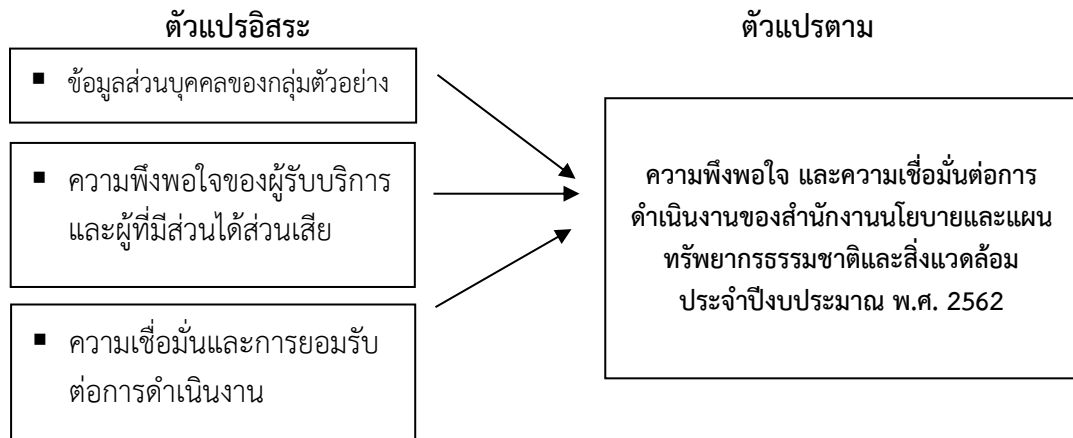 ตัวแปรอิสระ
ตัวแปรตาม
▪ ข้อมูลส่วนบุคคลของกลุ่มตัวอย่าง
▪ ความพึงพอใจของผู้รับบริการ
และผู้ที่มีส่วนได้ส่วนเสีย
▪ ความเชื่อมั่นและการยอมรับ
ต่อการดำเนินงาน
ความพึงพอใจ และความเชื่อมั่นต่อการ
ดำเนินงานของสำนักงานนโยบายและแผน
ทรัพยากรธรรมชาติและสิ่งแวดล้อม
ประจำปีงบประมาณ พ.ศ. 2562